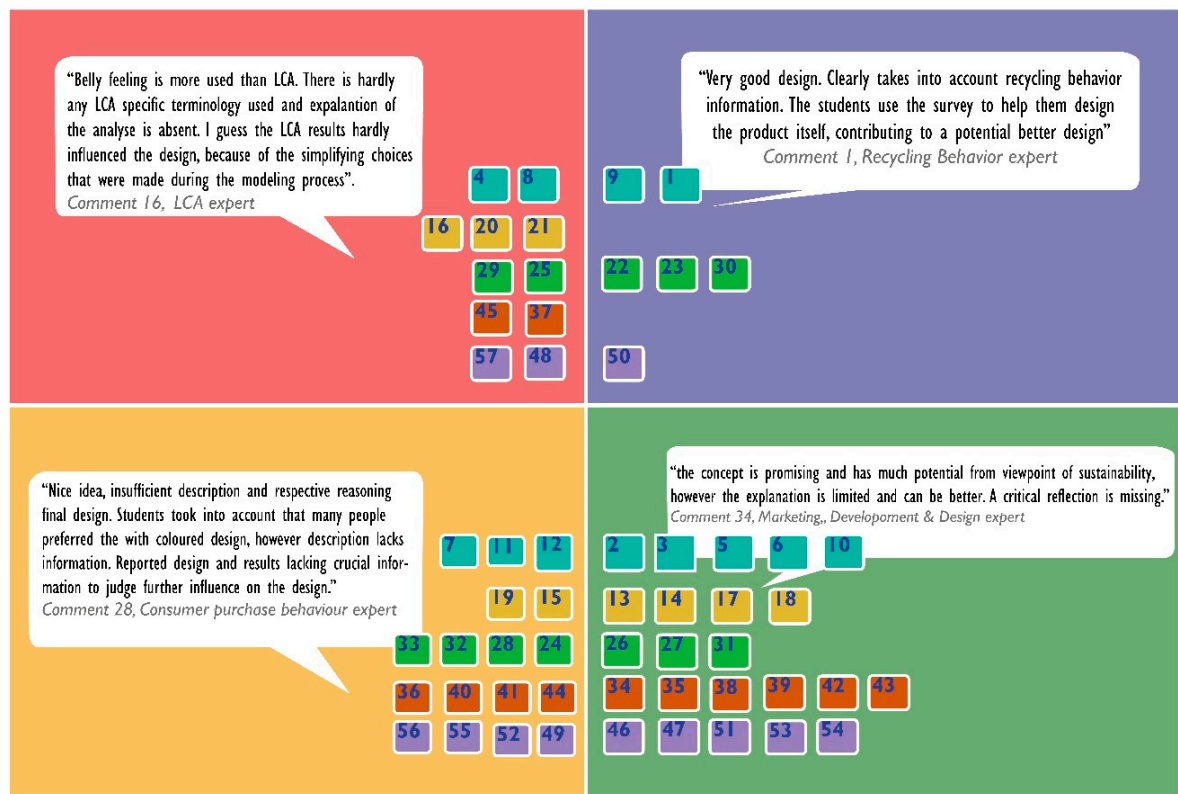 “Belly feeling is more used than LCA. There is hardly
any LCA specific terminology used and expalantion of
the analyse is absent. I guess the LCA results hardly
influenced the design, because of the simplifying choices
that were made during the modeling process”.
Comment 16, LCA expert
4 8
16 20 21
29 25
45 37
57 48
“Very good design. Clearly takes into account recycling behavior
information. The students use the survey to help them design
the product itself, contributing to a potential better design”
Comment 1, Recycling Behavior expert
9 1
22 23 30
50
“Nice idea, insufficient description and respective reasoning
final design. Students took into account that many people
preferred the with coloured design, however description lacks
information. Reported design and results lacking crucial infor-
mation to judge further influence on the design.”
Comment 28, Consumer purchase behaviour expert
7 11 12
19 15
33 32 28 24
36 40 41 44
56 55 52 49
“the concept is promising and has much potential from viewpoint of sustainability,
however the explanation is limited and can be better. A critical reflection is missing.”
Comment 34, Marketing,, Developoment & Design expert
2 3 5 6 10
13 14 17 18
26 27 31
34 35 38 39 42 43
46 47 51 53 54